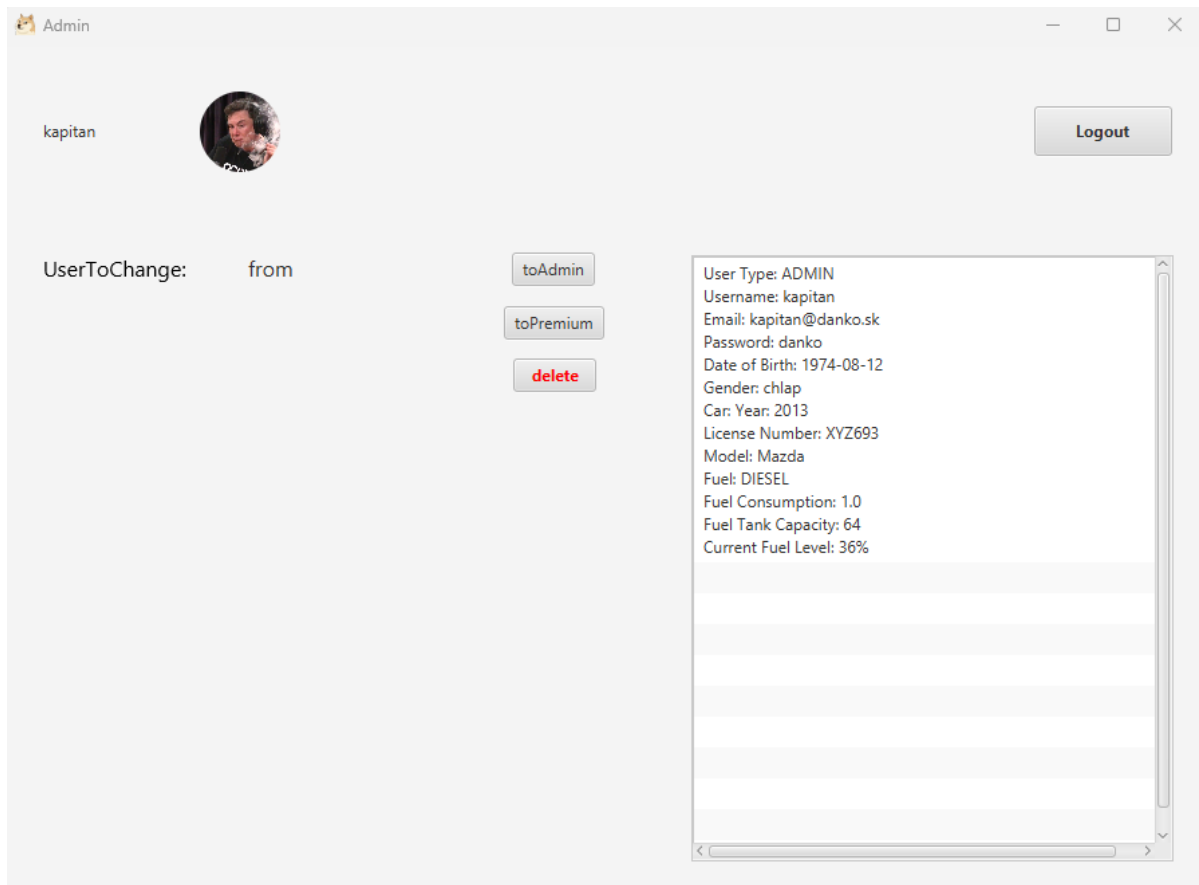 Admin
kapitan
Logout
UserToChange: from
toAdmin
toPremium
delete
User Type: ADMIN
Username: kapitan
Email: kapitan@danko.sk
Password: danko
Date of Birth: 1974-08-12
Gender: chlap
Car: Year: 2013
License Number: XYZ693
Model: Mazda
Fuel: DIESEL
Fuel Consumption: 1.0
Fuel Tank Capacity: 64
Current Fuel Level: 36%